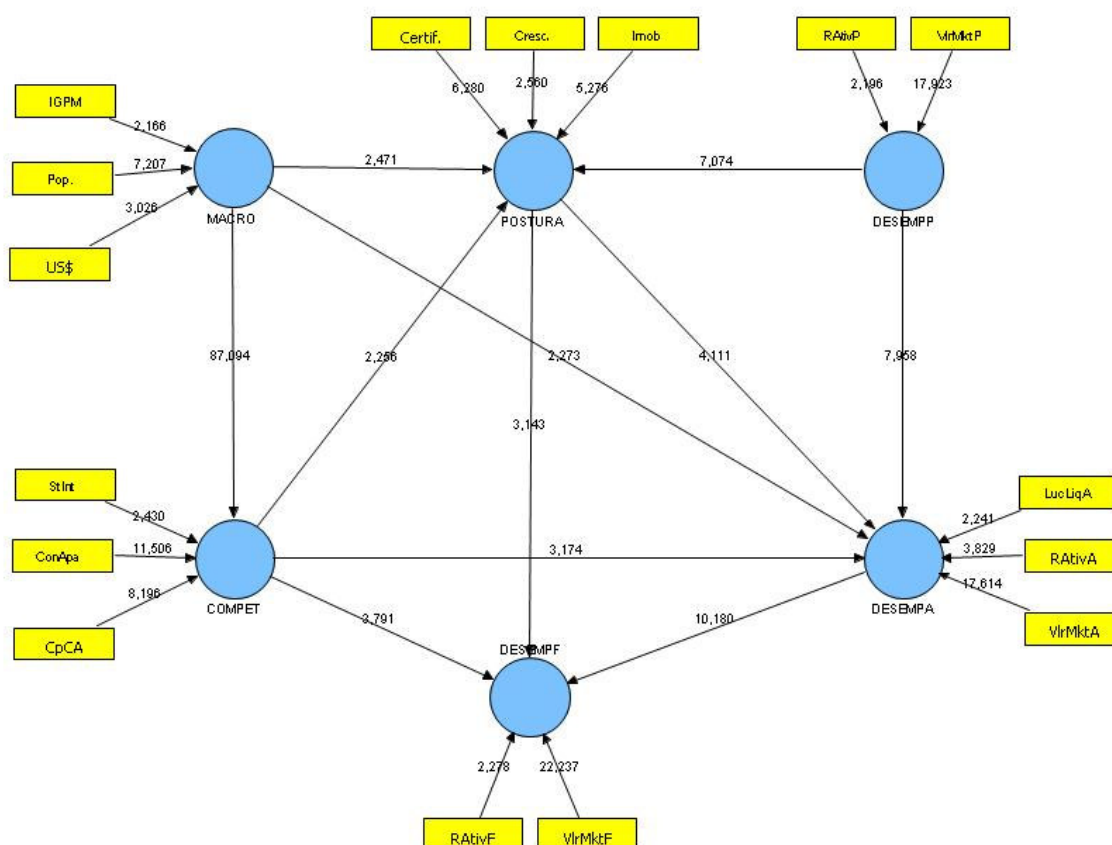 Certif.
Cresc.
Imob
RAtivP
VlrMktP
6,280
2,560
5,276
2,196
17,923
IGPM
2,166
Pop.
7,207
3,026
US$
MACRO
2,471
POSTURA
7,074
DESEMPP
87,094
2,256
2,273
4,111
7,958
3,143
StInt
2,430
ConApa
11,506
8,196
CpCA
COMPET
3,174
LucLiqA
2,241
3,829
RAtivA
17,614
VlrMktA
DESEMPA
3,791
10,180
DESEMPF
2,278
22,237
RAtivF
VlrMktF